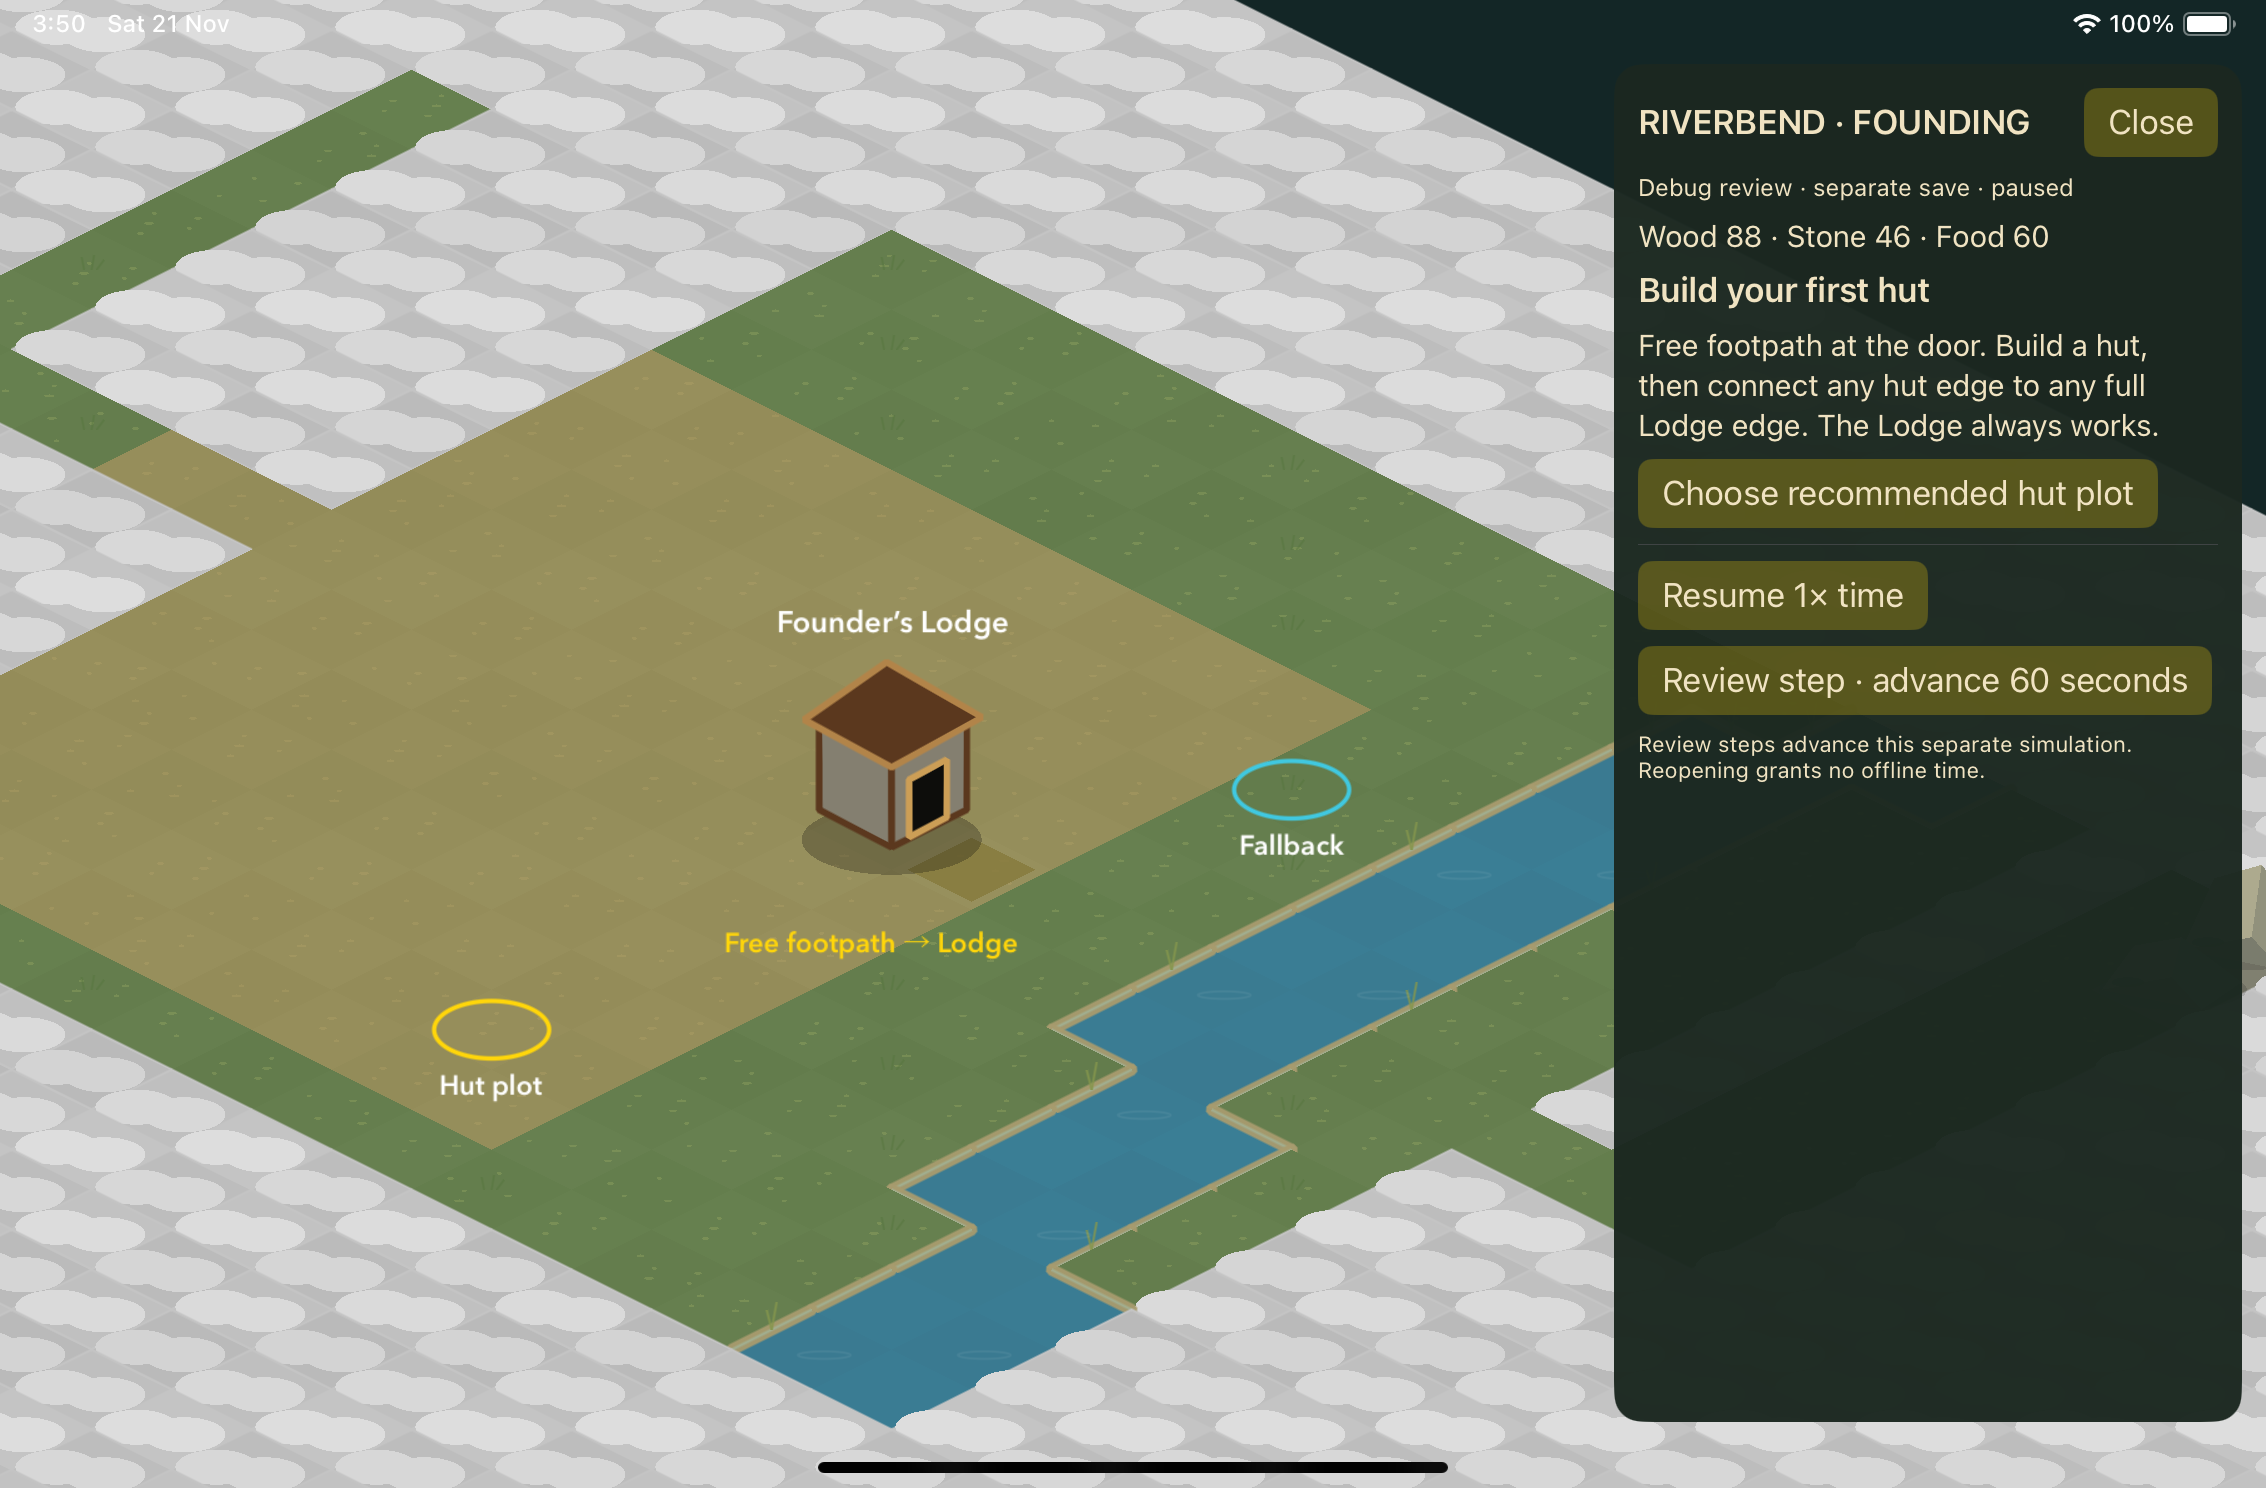 3:50 Sat 21 Nov
100%
RIVERBEND · FOUNDING
Close
Debug review · separate save · paused
Wood 88 · Stone 46 · Food 60
Build your first hut
Free footpath at the door. Build a hut,
then connect any hut edge to any full
Lodge edge. The Lodge always works.
Choose recommended hut plot
Resume 1× time
Review step · advance 60 seconds
Review steps advance this separate simulation.
Reopening grants no offline time.
Founder’s Lodge
Fallback
Free footpath → Lodge
Hut plot